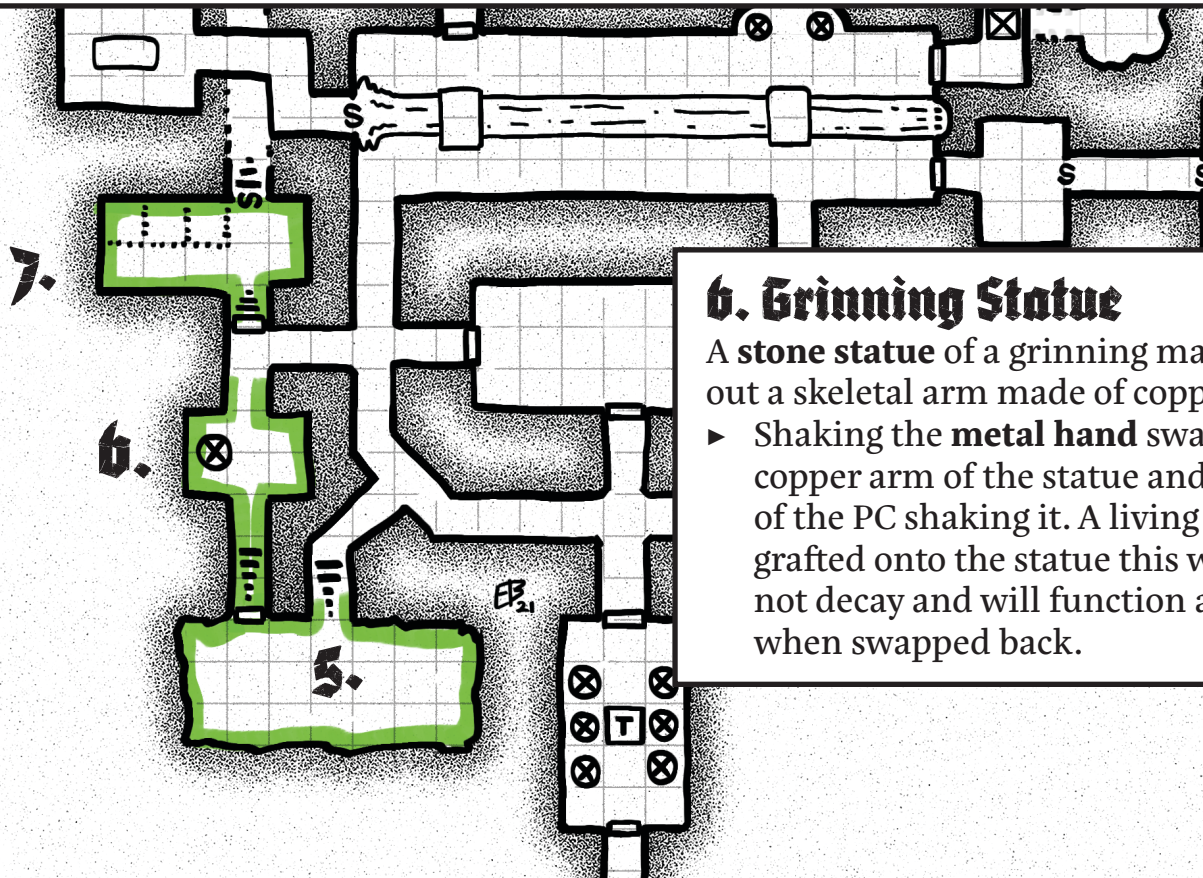 S
S
S
S
7.
6. Grinning Statue
A stone statue of a grinning ma
out a skeletal arm made of copp
► Shaking the metal hand swa
copper arm of the statue and
of the PC shaking it. A living
grafted onto the statue this w
not decay and will function a
when swapped back.
6.
EB
21
5.
T